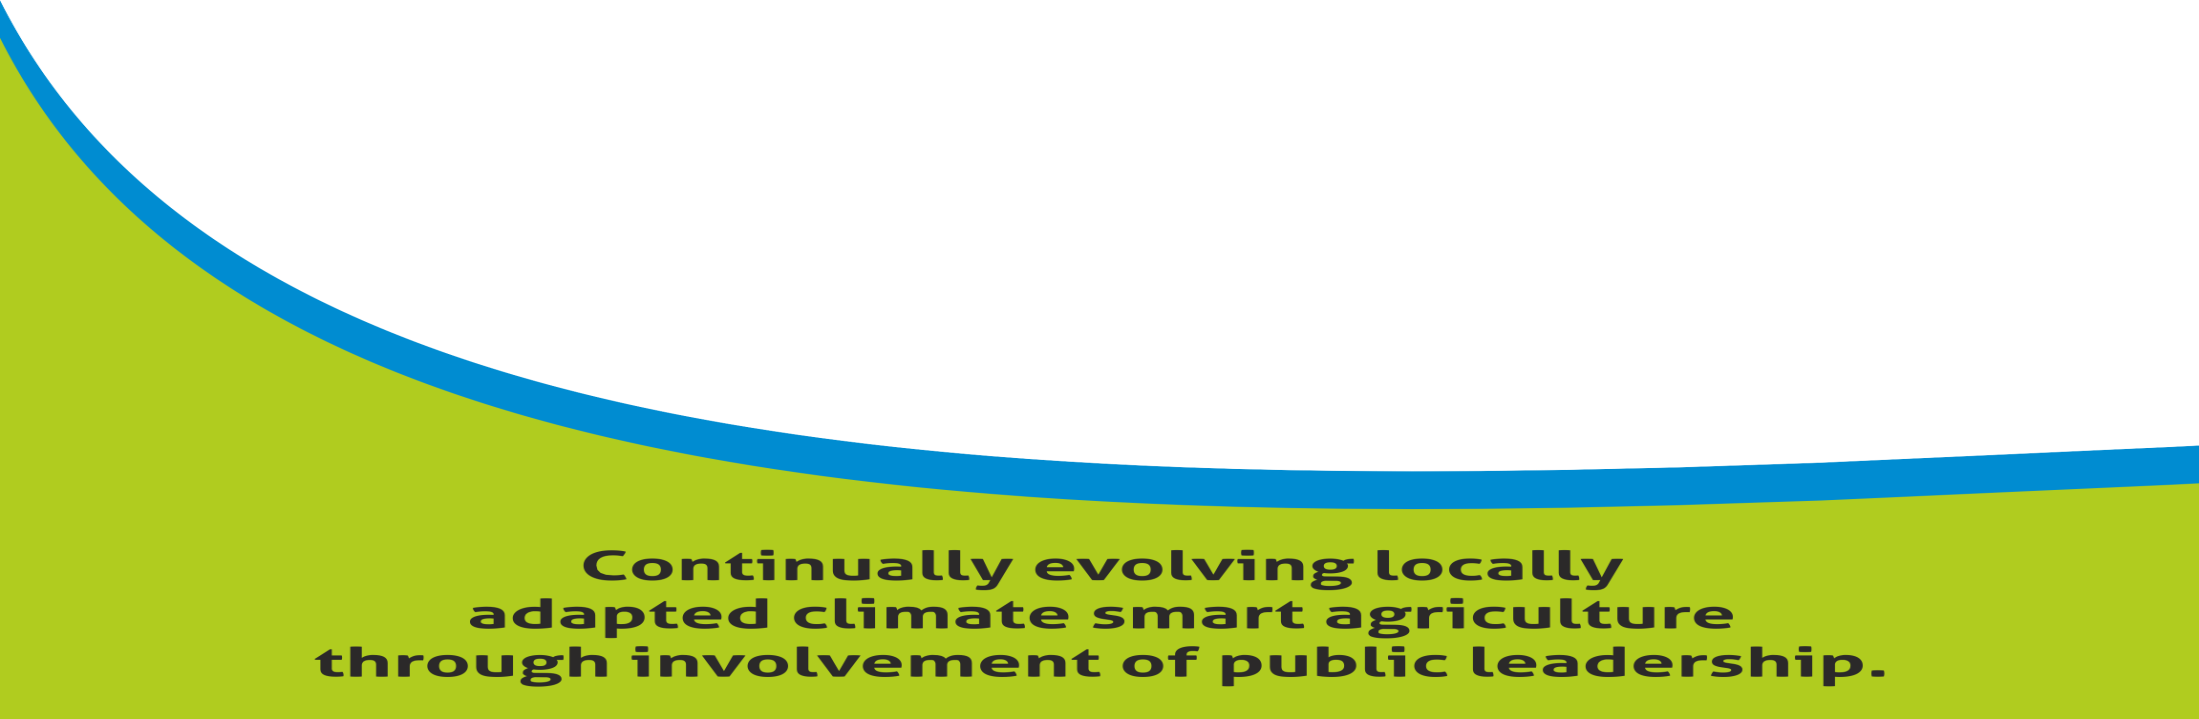 Continually evolving locally
adapted climate smart agriculture
through involvement of public leadership.